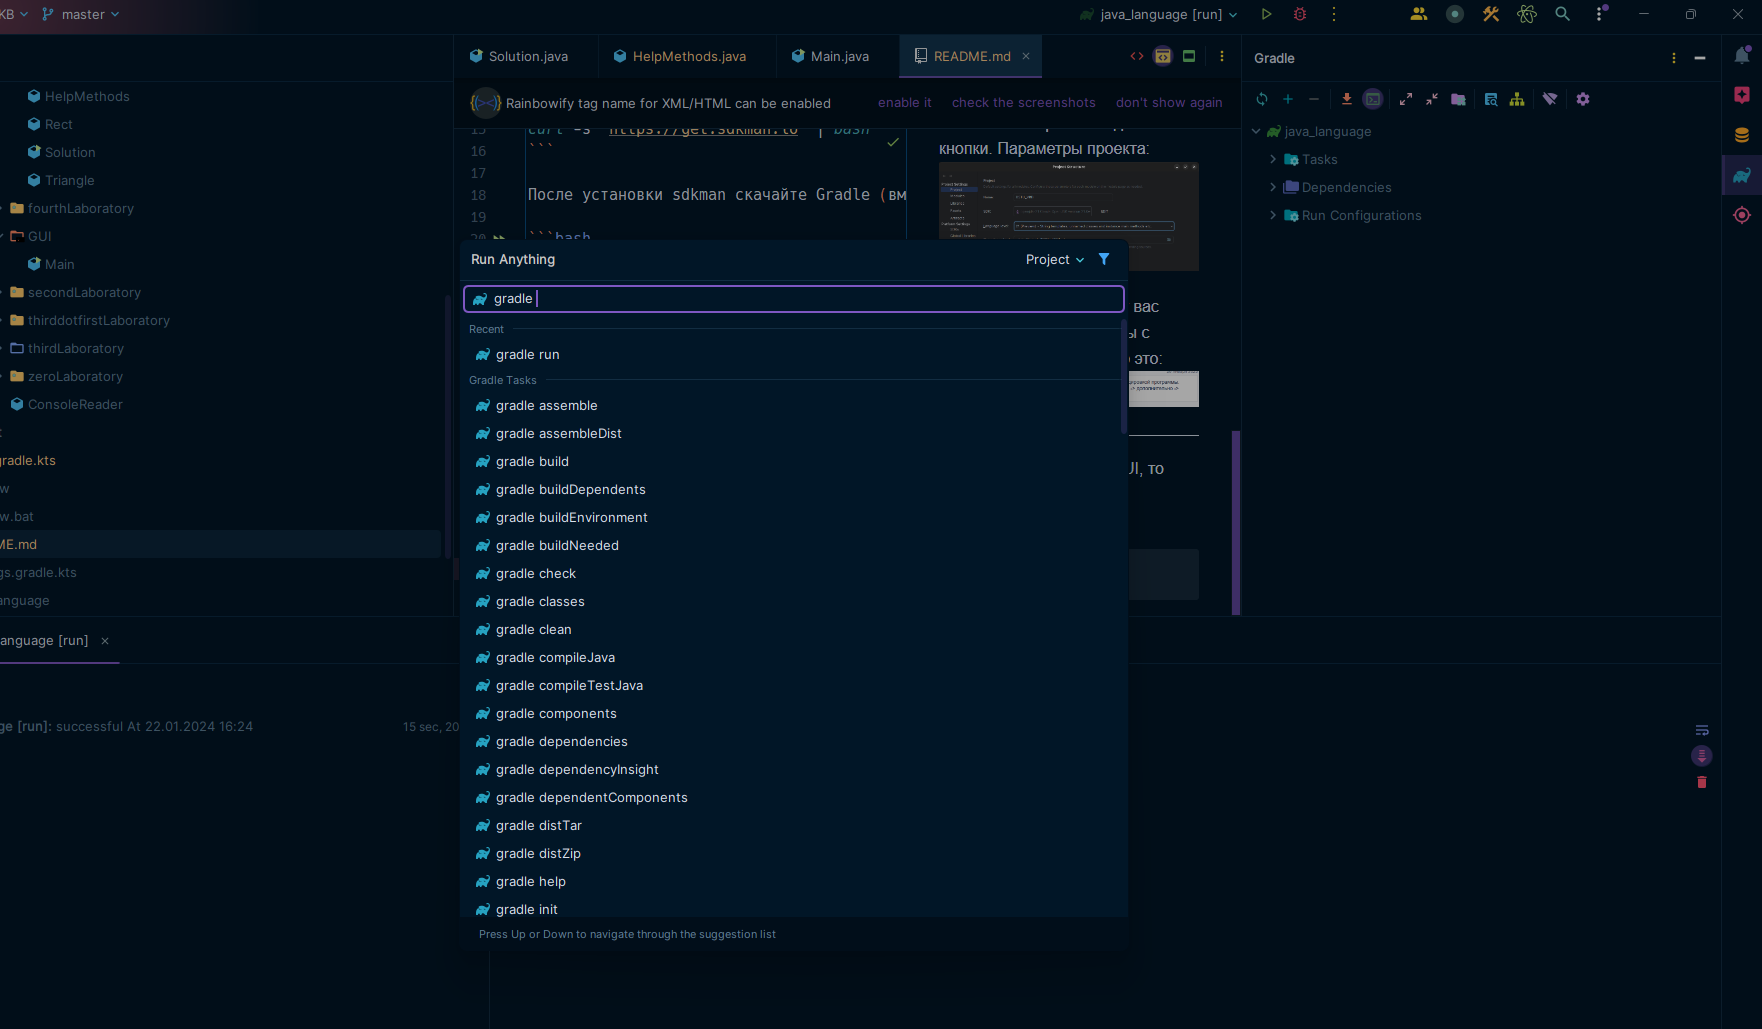 KB
master
java_language [run]
HelpMethods
Rect
Solution
Triangle
fourthLaboratory
GUI
Main
secondLaboratory
thirddotfirstLaboratory
thirdLaboratory
zeroLaboratory
ConsoleReader
t
gradle.kts
w
w.bat
ME.md
gs.gradle.kts
anguage
Solution.java
HelpMethods.java
Main.java
README.md
Rainbowify tag name for XML/HTML can be enabled
enable it
check the screenshots
don't show again
15
curl -s "https://get.sdkman.io" | bash
16
```
17
18
После установки sdkman скачайте Gradle (вм
19
20
```bash
кнопки. Параметры проекта:
Project Structure
вас
ы с
это:
UI, то
Gradle
java_language
Tasks
Dependencies
Run Configurations
Run Anything
Project
gradle
Recent
gradle run
Gradle Tasks
gradle assemble
gradle assembleDist
gradle build
gradle buildDependents
gradle buildEnvironment
gradle buildNeeded
gradle check
gradle classes
gradle clean
gradle compileJava
gradle compileTestJava
gradle components
gradle dependencies
gradle dependencyInsight
gradle dependentComponents
gradle distTar
gradle distZip
gradle help
gradle init
Press Up or Down to navigate through the suggestion list
anguage [run]
ge [run]: successful At 22.01.2024 16:24
15 sec, 20